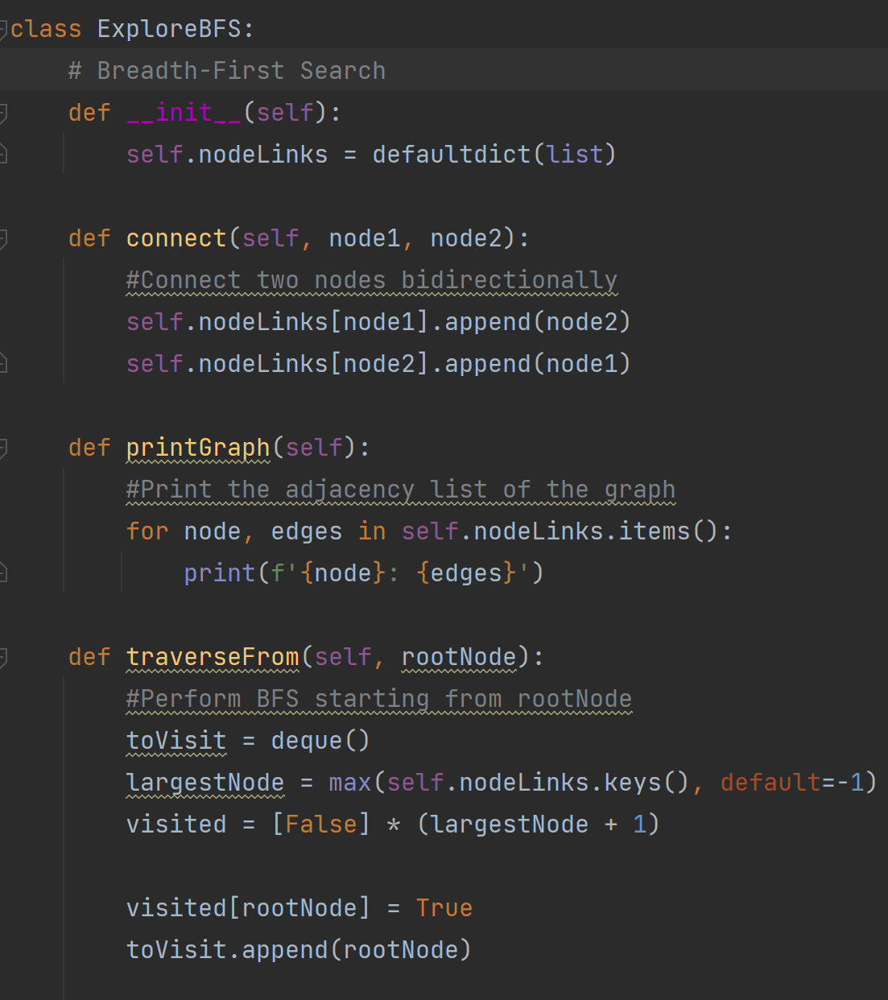 class ExploreBFS:
    # Breadth-First Search
    def __init__(self):
        self.nodeLinks = defaultdict(list)

    def connect(self, node1, node2):
        #Connect two nodes bidirectionally
        self.nodeLinks[node1].append(node2)
        self.nodeLinks[node2].append(node1)

    def printGraph(self):
        #Print the adjacency list of the graph
        for node, edges in self.nodeLinks.items():
            print(f'{node}: {edges}')

    def traverseFrom(self, rootNode):
        #Perform BFS starting from rootNode
        toVisit = deque()
        largestNode = max(self.nodeLinks.keys(), default=-1)
        visited = [False] * (largestNode + 1)

        visited[rootNode] = True
        toVisit.append(rootNode)